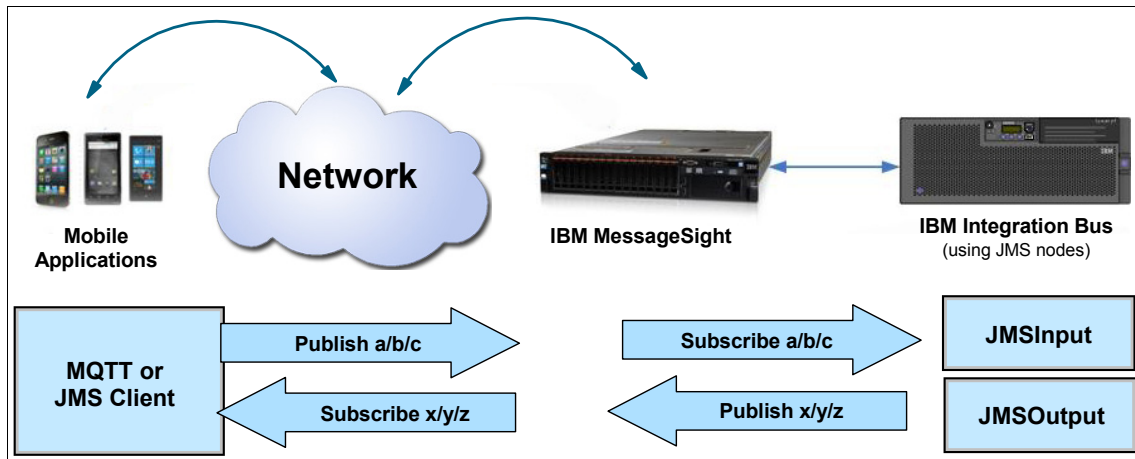 Network
Mobile
Applications
IBM MessageSight
IBM
IBM Integration Bus
(using JMS nodes)
MQTT or
JMS Client
Publish a/b/c
Subscribe x/y/z
Subscribe a/b/c
Publish x/y/z
JMSInput
JMSOutput